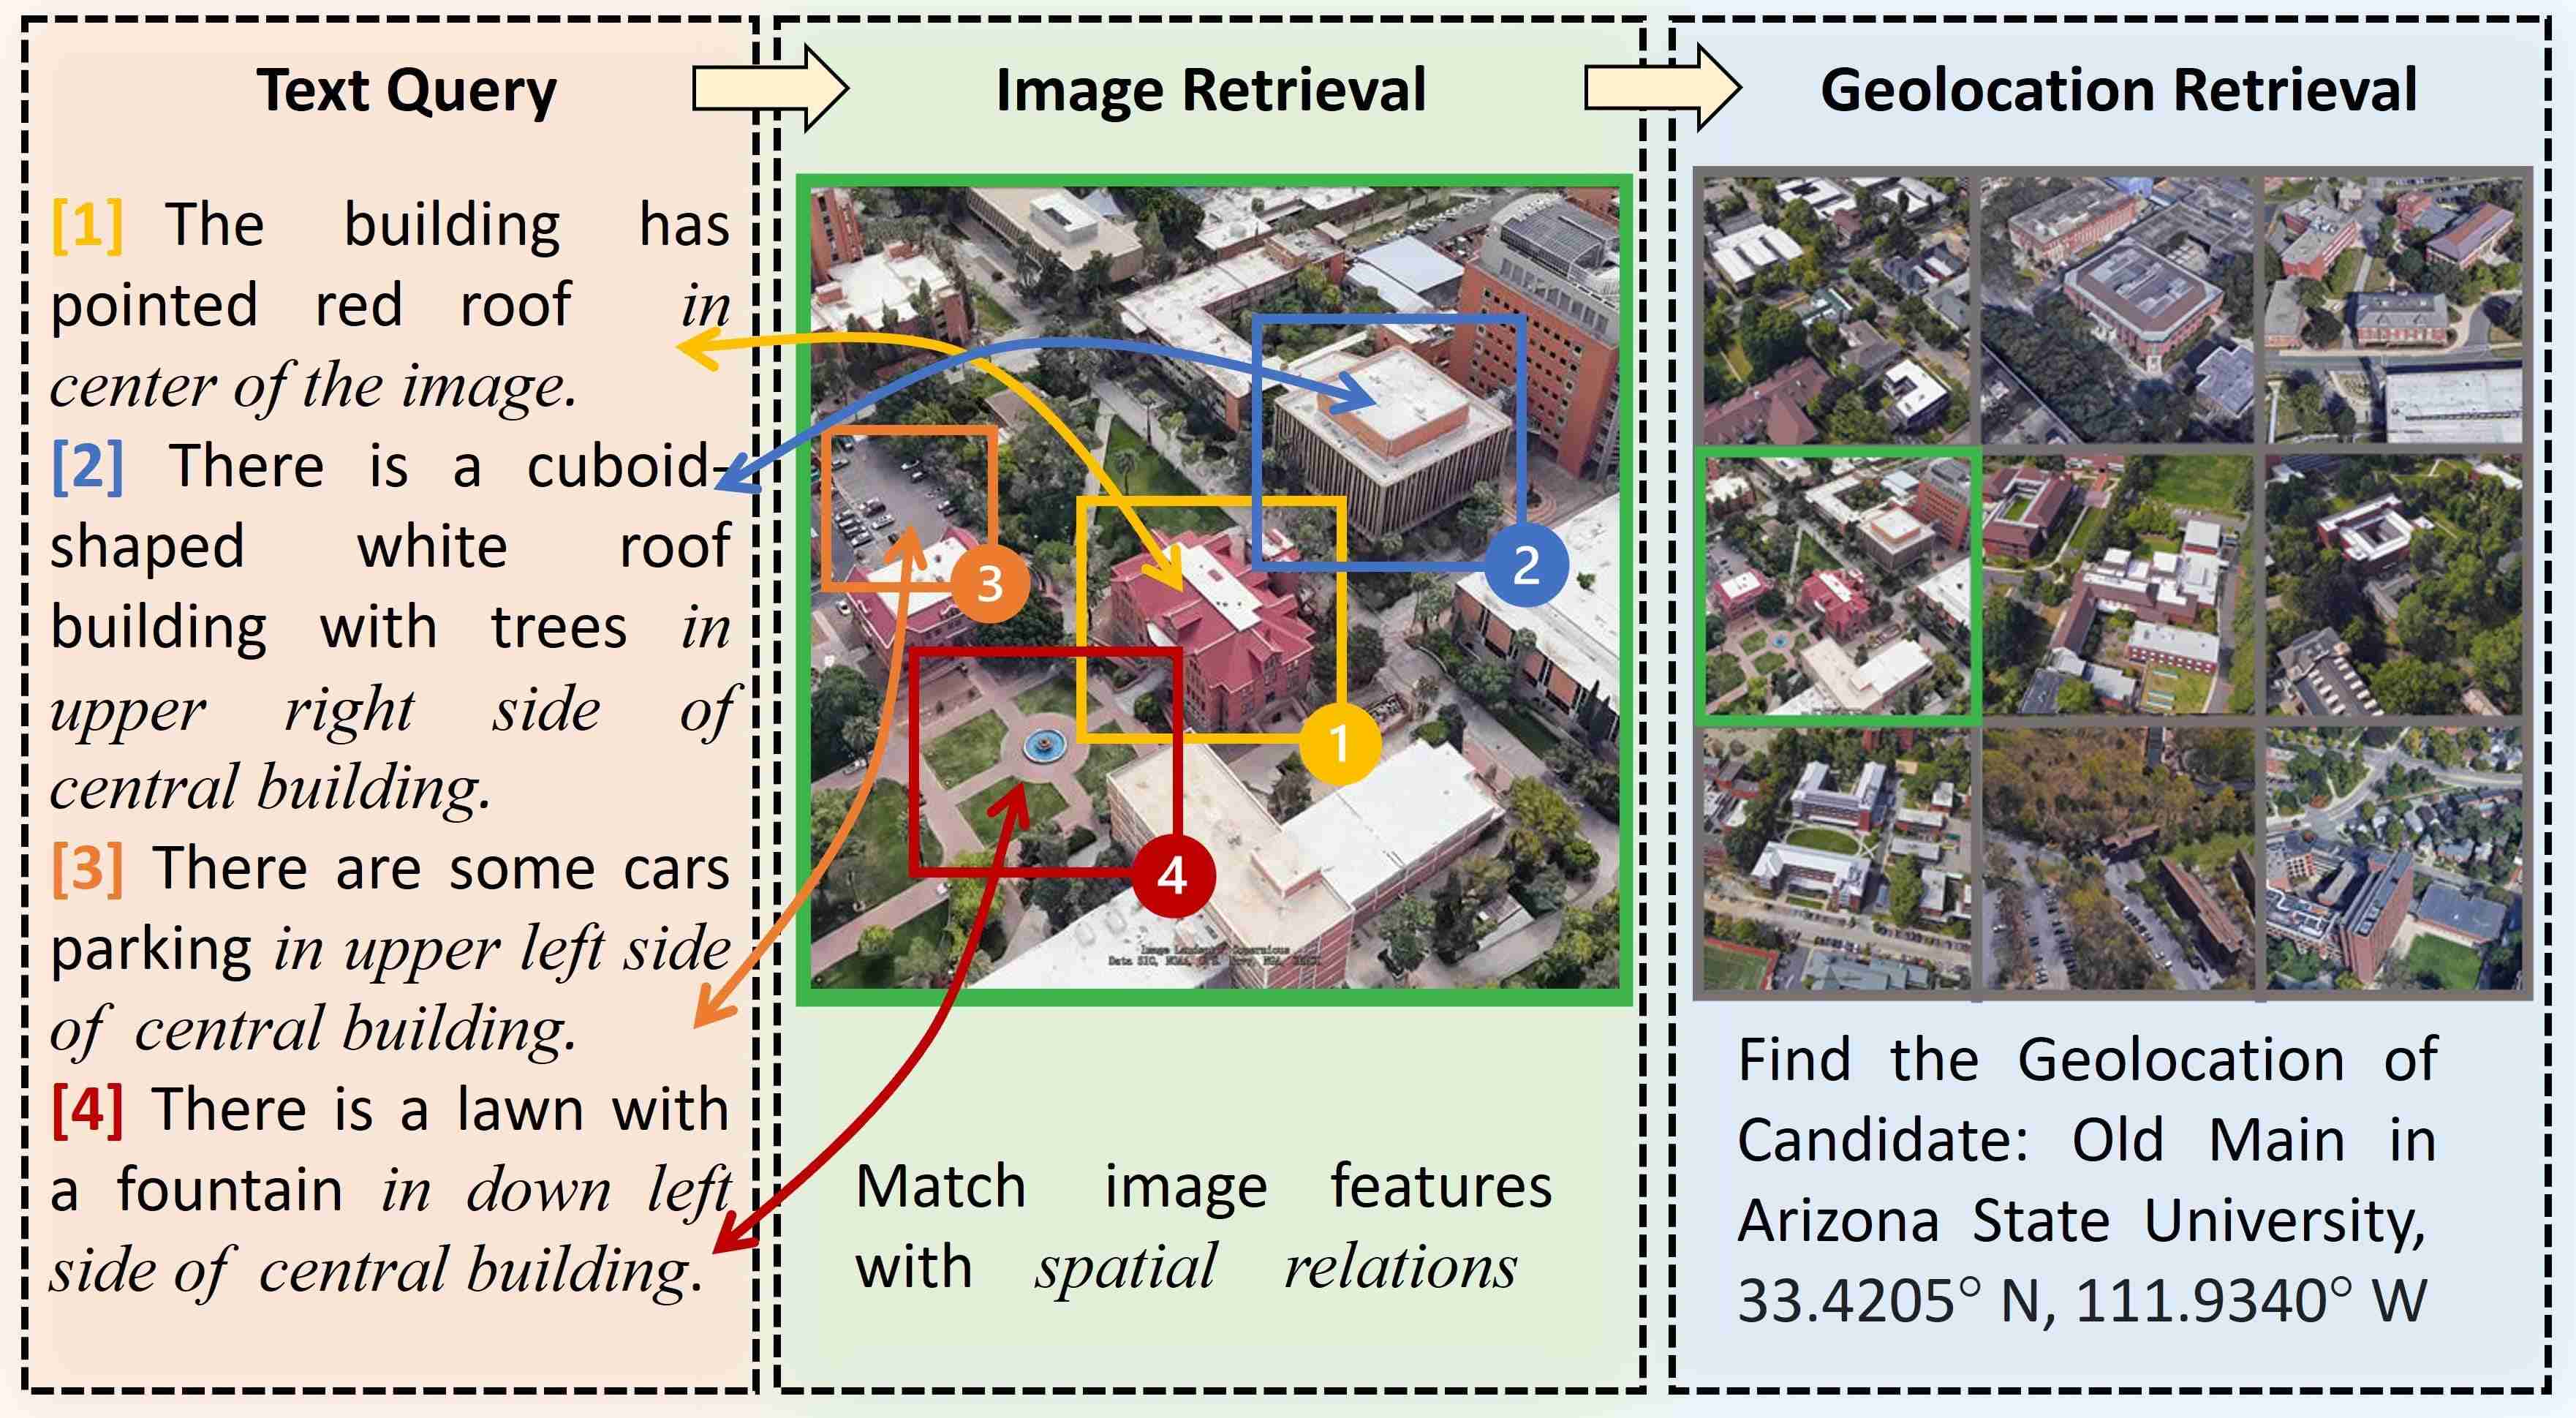 Text Query
[1] The building has
pointed red roof in
center of the image.
[2] There is a cuboid-
shaped white roof
building with trees in
upper right side of
central building.
[3] There are some cars
parking in upper left side
of central building.
[4] There is a lawn with
a fountain in down left
side of central building.
Image Retrieval
2
3
1
4
Data SIO, NOAA, U.S. Navy, NGA, GEBCO
Match image features
with spatial relations
Geolocation Retrieval
Find the Geolocation of
Candidate: Old Main in
Arizona State University,
33.4205° N, 111.9340° W